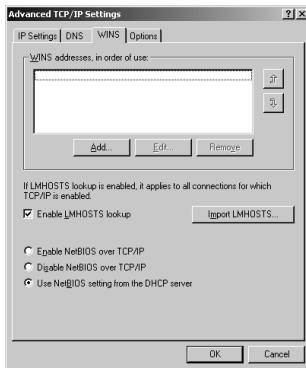 Advanced TCP/IP Settings
IP Settings DNS WINS Options
WINS addresses, in order of use:
Add... Edit... Remove
If LMHOSTS lookup is enabled, it applies to all connections for which
TCP/IP is enabled.
Enable LMHOSTS lookup Import LMHOSTS...
Enable NetBIOS over TCP/IP
Disable NetBIOS over TCP/IP
Use NetBIOS setting from the DHCP server
OK Cancel